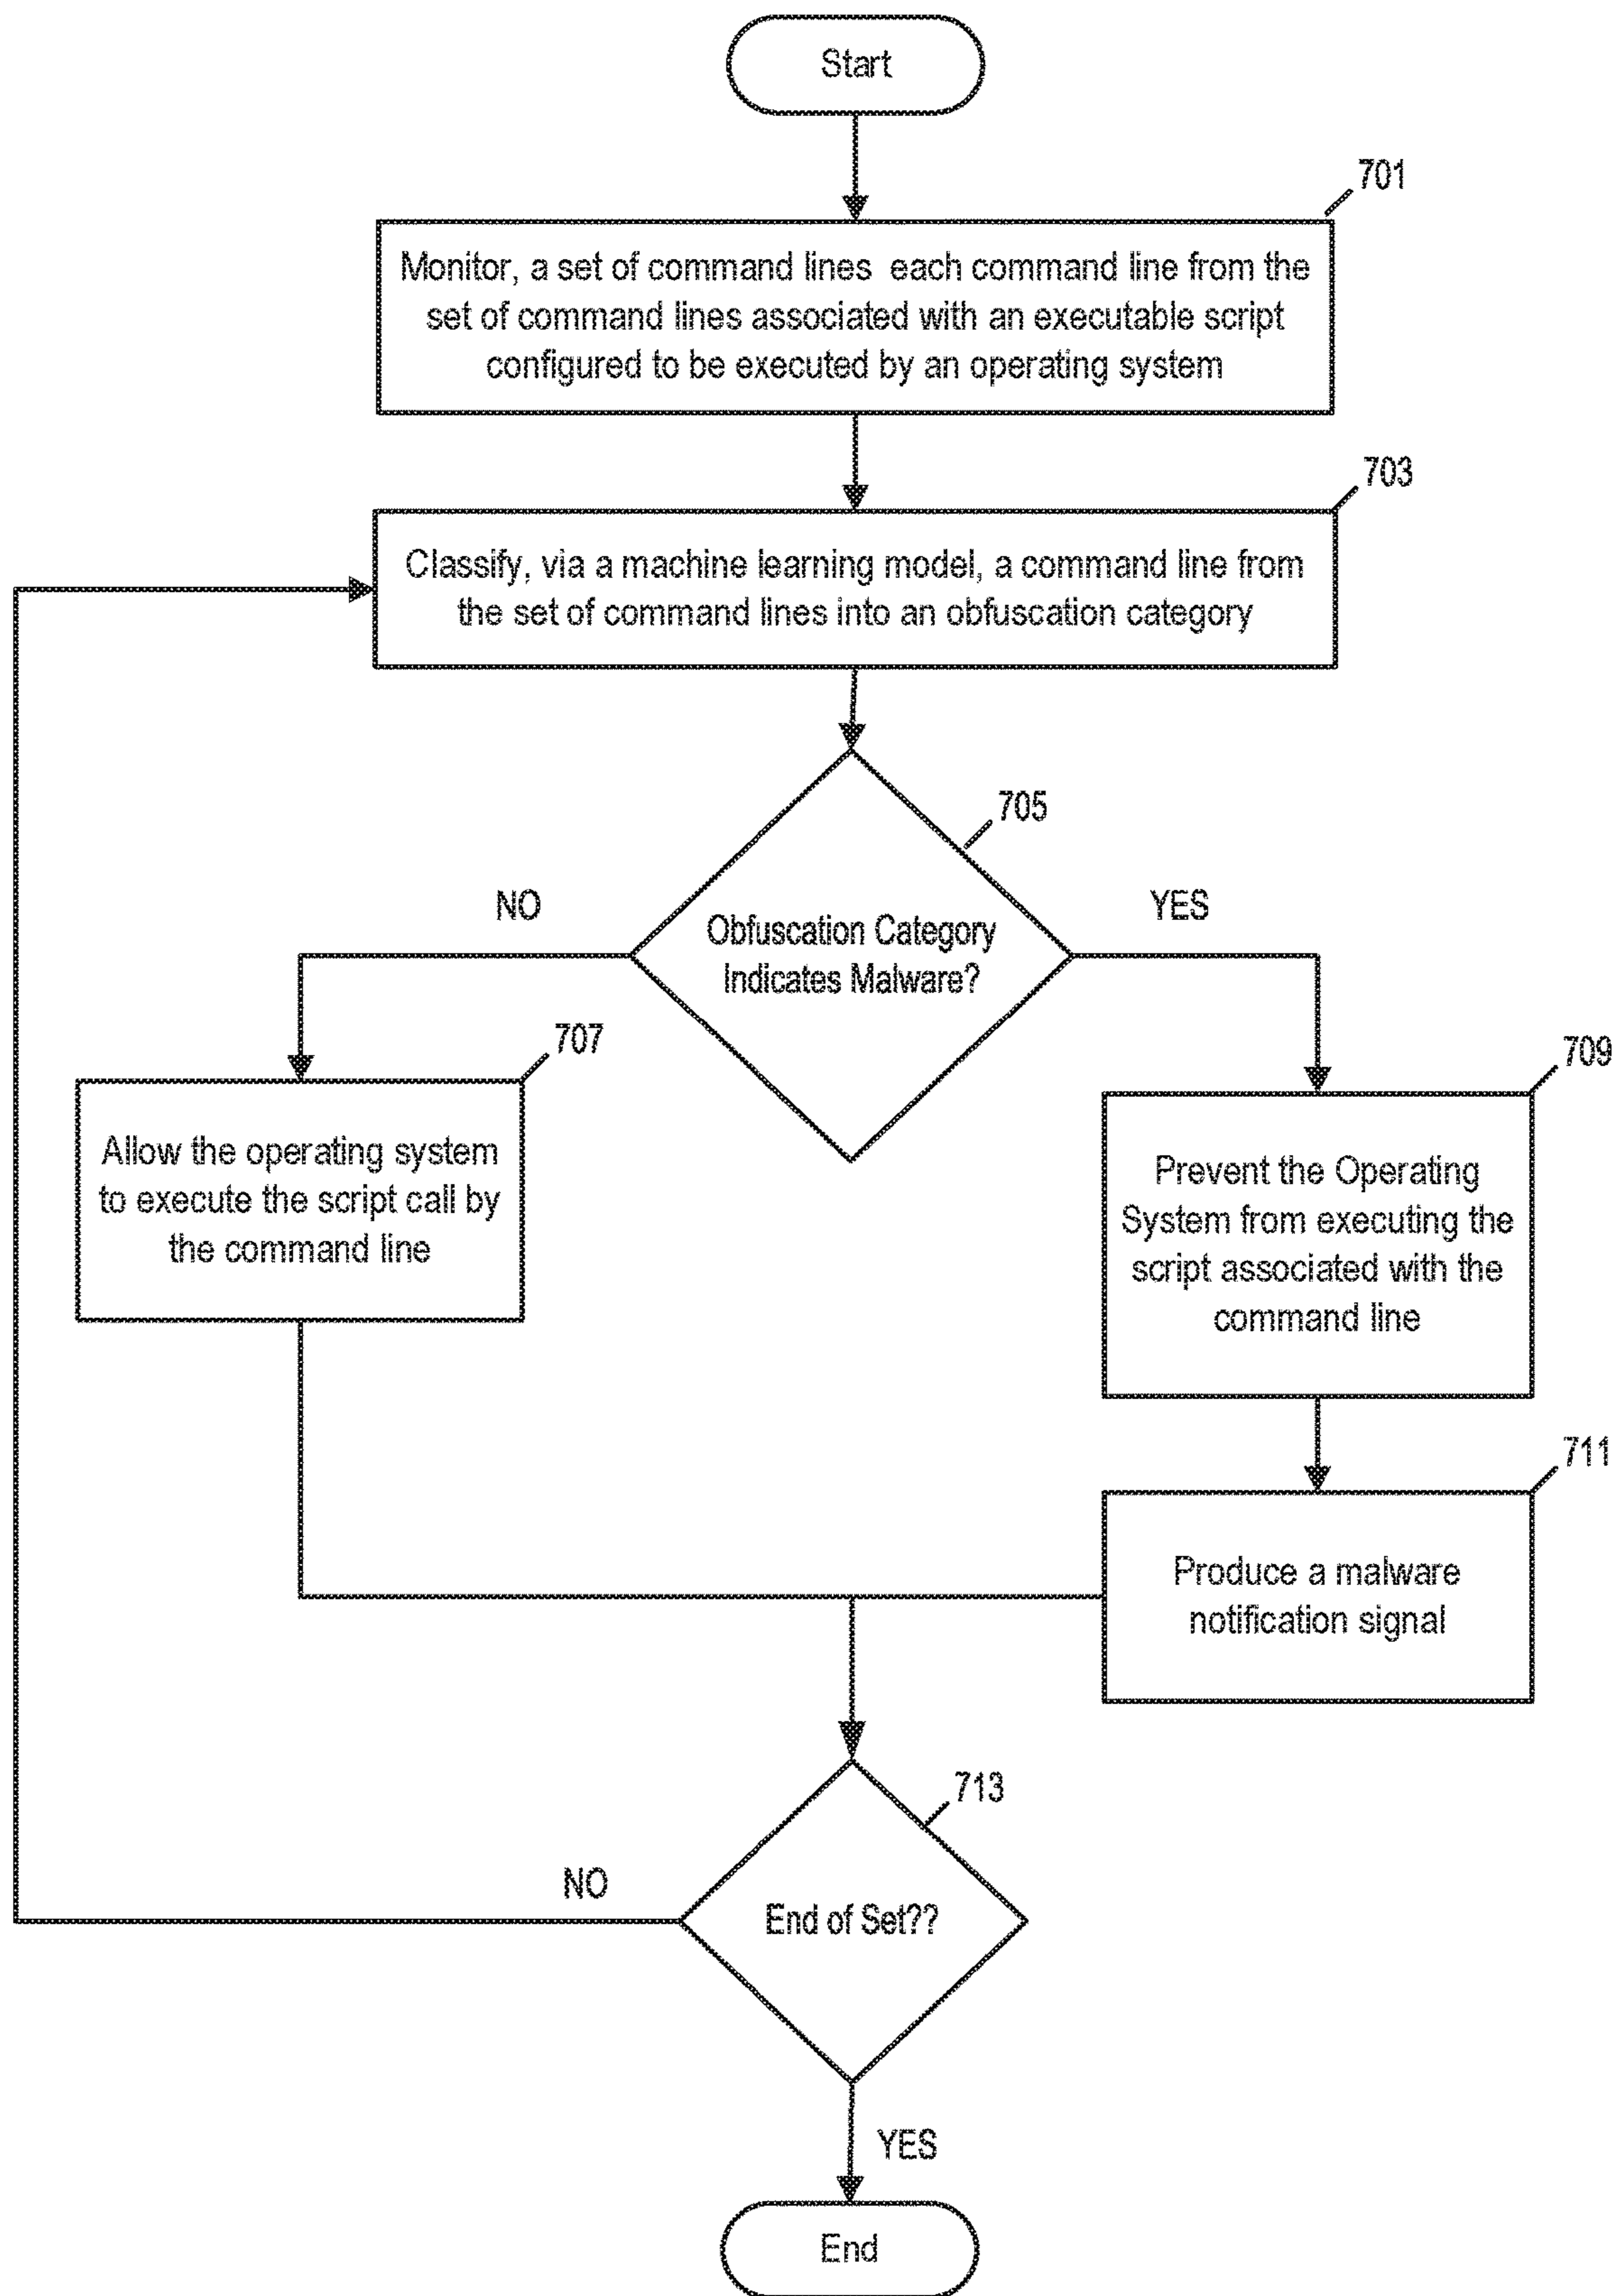 Start
701
Monitor, a set of command lines each command line from the
set of command lines associated with an executable script
configured to be executed by an operating system
703
Classify, via a machine learning model, a command line from
the set of command lines into an obfuscation category
705
NO
YES
Obfuscation Category
Indicates Malware?
707
709
Allow the operating system
to execute the script call by
the command line
Prevent the Operating
System from executing the
script associated with the
command line
711
Produce a malware
notification signal
713
NO
End of Set??
YES
End